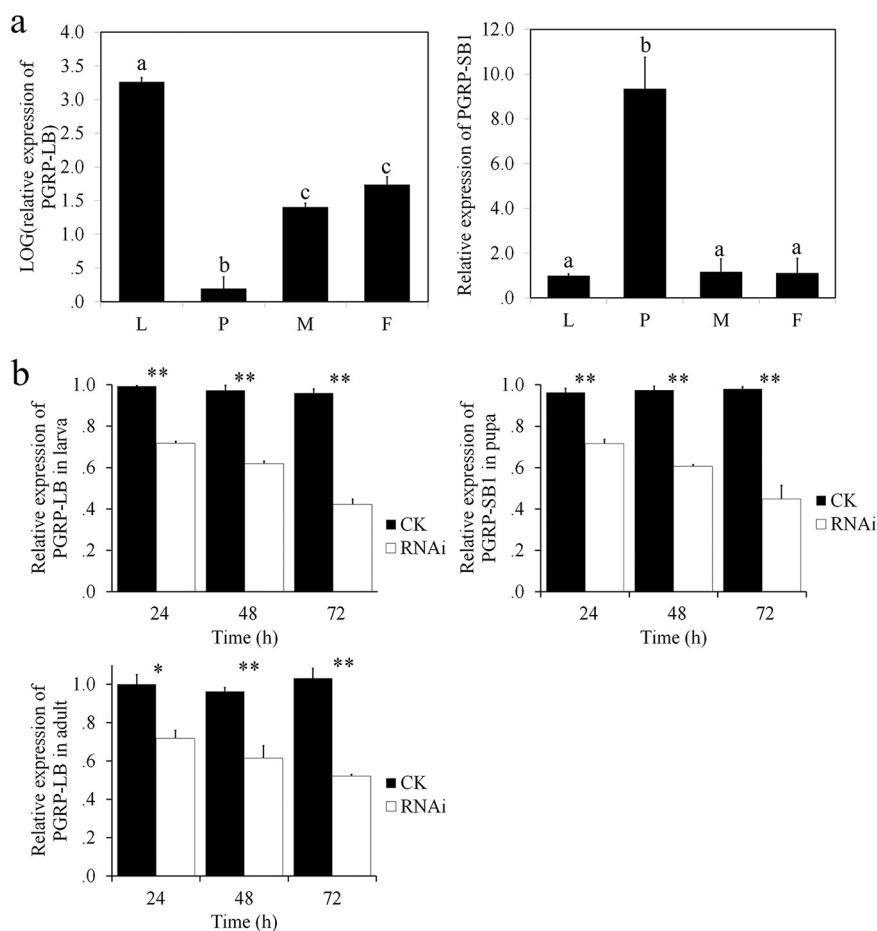 a
LOG(relative expression of
PGRP-LB)
4.0
3.5
3.0
2.5
2.0
1.5
1.0
.5
.0
a
b
c
c
L
P
M
F
Relative expression of PGRP-SB1
12.0
10.0
8.0
6.0
4.0
2.0
.0
a
b
a
a
L
P
M
F
b
Relative expression of
PGRP-LB in larva
1.0
.8
.6
.4
.2
.0
**
**
**
CK
RNAi
24
48
72
Time (h)
Relative expression of
PGRP-SB1 in pupa
1.0
.8
.6
.4
.2
.0
**
**
**
CK
RNAi
24
48
72
Time (h)
Relative expression of
PGRP-LB in adult
1.0
.8
.6
.4
.2
.0
*
**
**
CK
RNAi
24
48
72
Time (h)